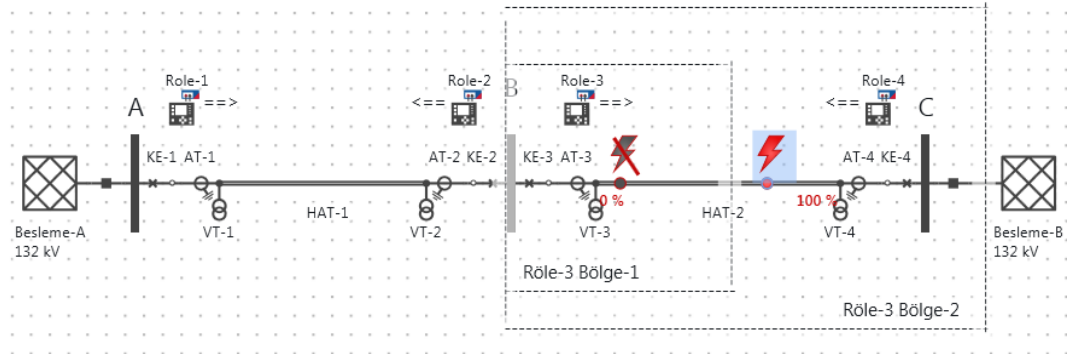 Role-1
Role-2
Role-3
Role-4
==>
<==
==>
<==
A
B
C
KE-1
AT-1
AT-2
KE-2
KE-3
AT-3
AT-4
KE-4
0 %
100 %
HAT-1
HAT-2
VT-1
VT-2
VT-3
VT-4
Besleme-A
132 kV
Besleme-B
132 kV
Röle-3 Bölge-1
Röle-3 Bölge-2